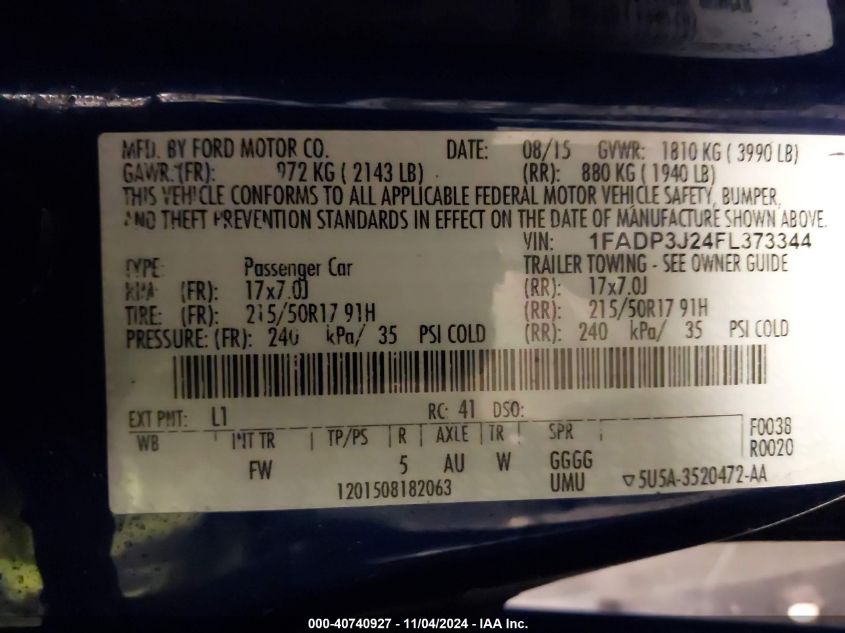 MFD. BY FORD MOTOR CO. DATE: 08/15 GVWR: 1810 KG ( 3990 LB)
GAWR:(FR): 972 KG ( 2143 LB) (RR): 880 KG ( 1940 LB)
THIS VEHICLE CONFORMS TO ALL APPLICABLE FEDERAL MOTOR VEHICLE SAFETY, BUMPER,
AND THEFT PREVENTION STANDARDS IN EFFECT ON THE DATE OF MANUFACTURE SHOWN ABOVE.
VIN: 1FADP3J24FL373344
TYPE: Passenger Car TRAILER TOWING - SEE OWNER GUIDE
RIM: (FR): 17x7.0J (RR): 17x7.0J
TIRE: (FR): 215/50R17 91H (RR): 215/50R17 91H
PRESSURE: (FR): 240 kPa/ 35 PSI COLD (RR): 240 kPa/ 35 PSI COLD
EXT PNT: L1 RC: 41 DSO:
WB INT TR TP/PS R AXLE TR SPR F0038
FW 5 AU W GGGG R0020
1201508182063 UMU ▽5U5A-3520472-AA
000-40740927 - 11/04/2024 - IAA Inc.